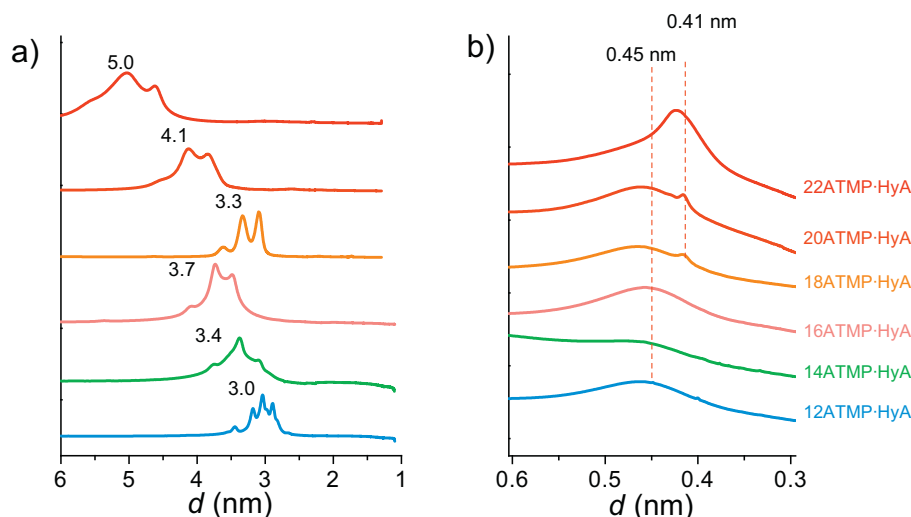 a)
5.0
4.1
3.3
3.7
3.4
3.0
6 5 4 3 2 1
d (nm)
b)
0.41 nm
0.45 nm
22ATMP·HyA
20ATMP·HyA
18ATMP·HyA
16ATMP·HyA
14ATMP·HyA
12ATMP·HyA
0.6 0.5 0.4 0.3
d (nm)